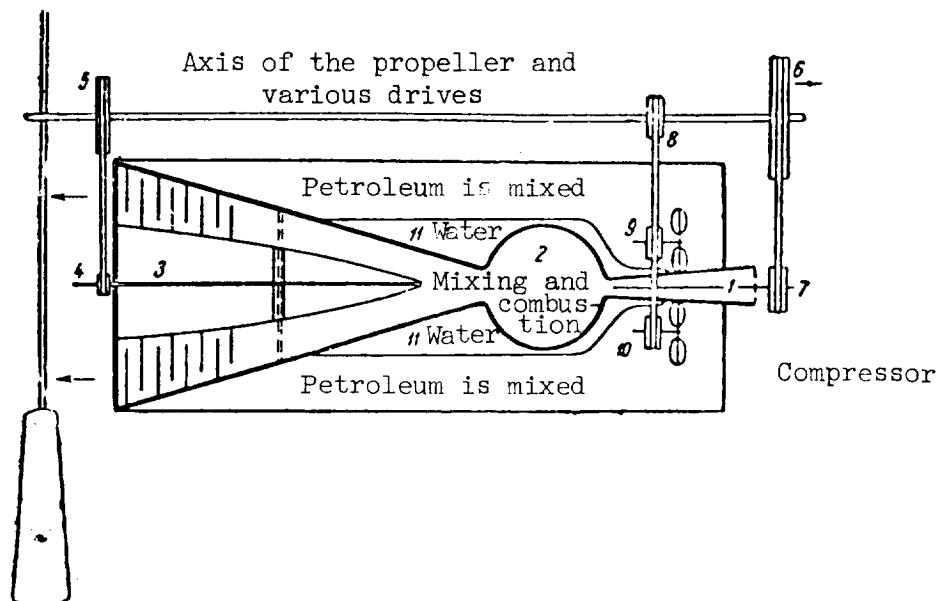 Axis of the propeller and
various drives
5
6
8
Petroleum is mixed
11 Water
9
2
4
3
Mixing and
combus-
tion
1
7
11 Water
10
Petroleum is mixed
Compressor